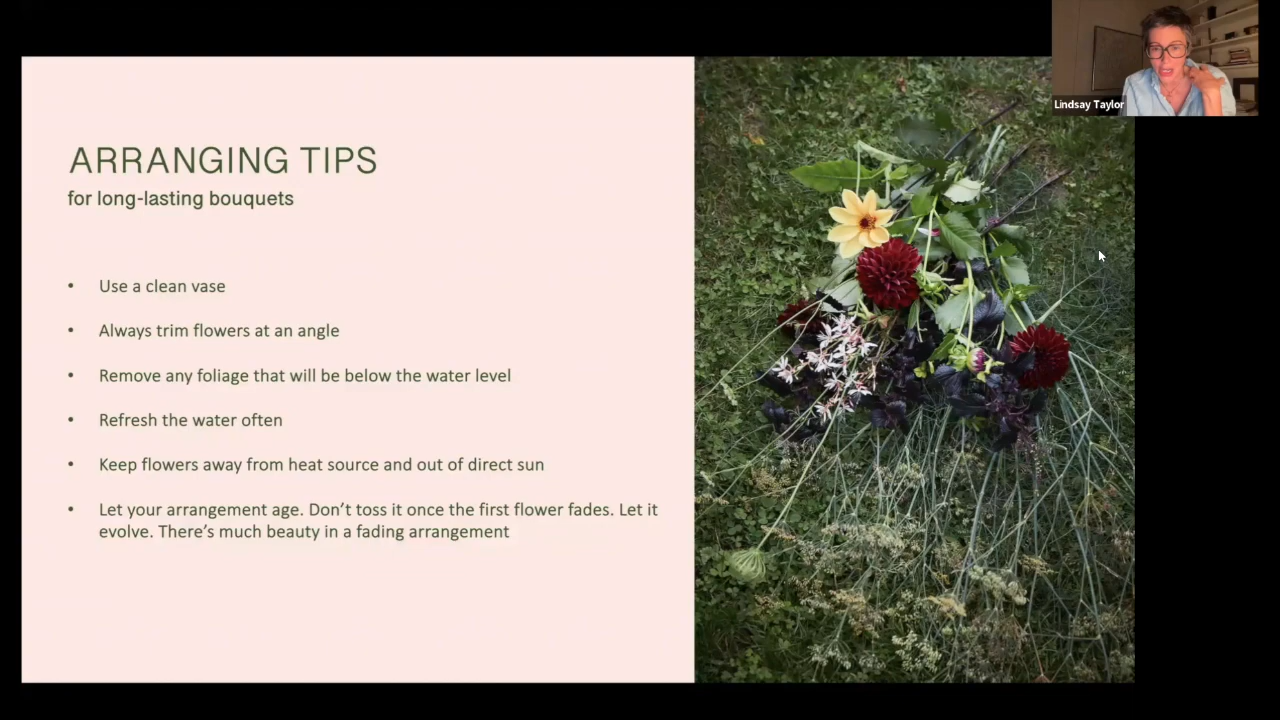 Lindsay Taylor
ARRANGING TIPS
for long-lasting bouquets
• Use a clean vase
• Always trim flowers at an angle
• Remove any foliage that will be below the water level
• Refresh the water often
• Keep flowers away from heat source and out of direct sun
• Let your arrangement age. Don’t toss it once the first flower fades. Let it
evolve. There’s much beauty in a fading arrangement